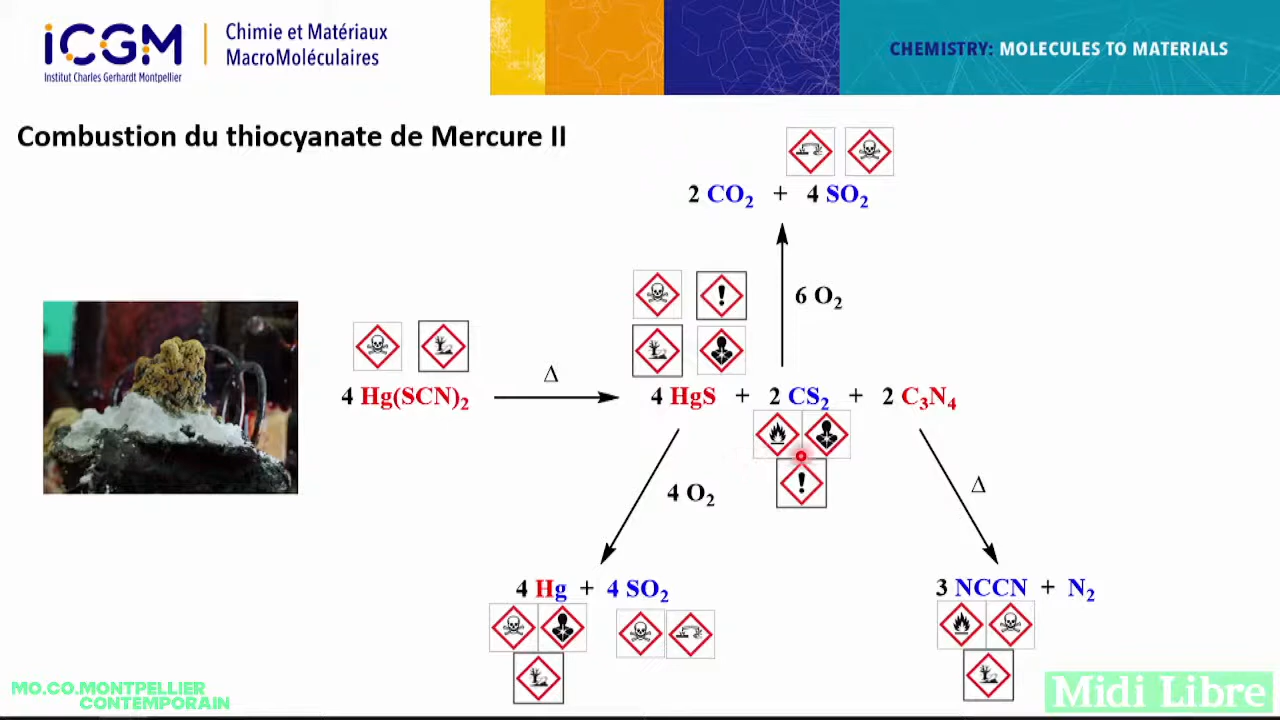 iCGM
Institut Charles Gerhardt Montpellier
Chimie et Matériaux
MacroMoléculaires
CHEMISTRY: MOLECULES TO MATERIALS
Combustion du thiocyanate de Mercure II
2 CO₂ + 4 SO₂
6 O₂
Δ
4 Hg(SCN)₂
4 HgS + 2 CS₂ + 2 C₃N₄
4 O₂
Δ
4 Hg + 4 SO₂
3 NCCN + N₂
MO.CO.MONTPELLIER
CONTEMPORAIN
Midi Libre